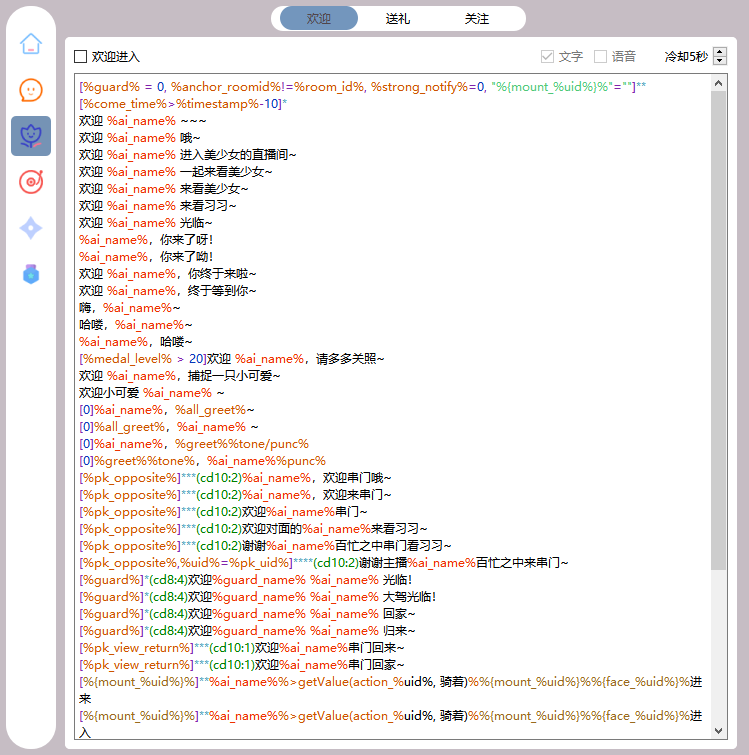 欢迎 送礼 关注
欢迎进入 文字 语音 冷却5秒
[%guard% = 0, %anchor_roomid%!=%room_id%, %strong_notify%=0, "%{mount_%uid%}%"=""]**
[%come_time%>%timestamp%-10]*
欢迎 %ai_name% ~~~
欢迎 %ai_name% 哦~
欢迎 %ai_name% 进入美少女的直播间~
欢迎 %ai_name% 一起来看美少女~
欢迎 %ai_name% 来看美少女~
欢迎 %ai_name% 来看习习~
欢迎 %ai_name% 光临~
%ai_name%，你来了呀！
%ai_name%，你来了呦！
欢迎 %ai_name%，你终于来啦~
欢迎 %ai_name%，终于等到你~
嗨，%ai_name%~
哈喽，%ai_name%~
%ai_name%，哈喽~
[%medal_level% > 20]欢迎 %ai_name%，请多多关照~
欢迎 %ai_name%，捕捉一只小可爱~
欢迎小可爱 %ai_name% ~
[0]%ai_name%，%all_greet%~
[0]%all_greet%，%ai_name% ~
[0]%ai_name%，%greet%%tone/punc%
[0]%greet%%tone%，%ai_name%%punc%
[%pk_opposite%]***(cd10:2)%ai_name%，欢迎串门哦~
[%pk_opposite%]***(cd10:2)%ai_name%，欢迎来串门~
[%pk_opposite%]***(cd10:2)欢迎%ai_name%串门~
[%pk_opposite%]***(cd10:2)欢迎对面的%ai_name%来看习习~
[%pk_opposite%]***(cd10:2)谢谢%ai_name%百忙之中串门看习习~
[%pk_opposite%,%uid%=%pk_uid%]****(cd10:2)谢谢主播%ai_name%百忙之中来串门~
[%guard%]*(cd8:4)欢迎%guard_name% %ai_name% 光临！
[%guard%]*(cd8:4)欢迎%guard_name% %ai_name% 大驾光临！
[%guard%]*(cd8:4)欢迎%guard_name% %ai_name% 回家~
[%guard%]*(cd8:4)欢迎%guard_name% %ai_name% 归来~
[%pk_view_return%]***(cd10:1)欢迎%ai_name%串门回来~
[%pk_view_return%]***(cd10:1)欢迎%ai_name%串门回家~
[%{mount_%uid%}%]**%ai_name%%>getValue(action_%uid%, 骑着)%%{mount_%uid%}%%{face_%uid%}%进
来
[%{mount_%uid%}%]**%ai_name%%>getValue(action_%uid%, 骑着)%%{mount_%uid%}%%{face_%uid%}%进
入